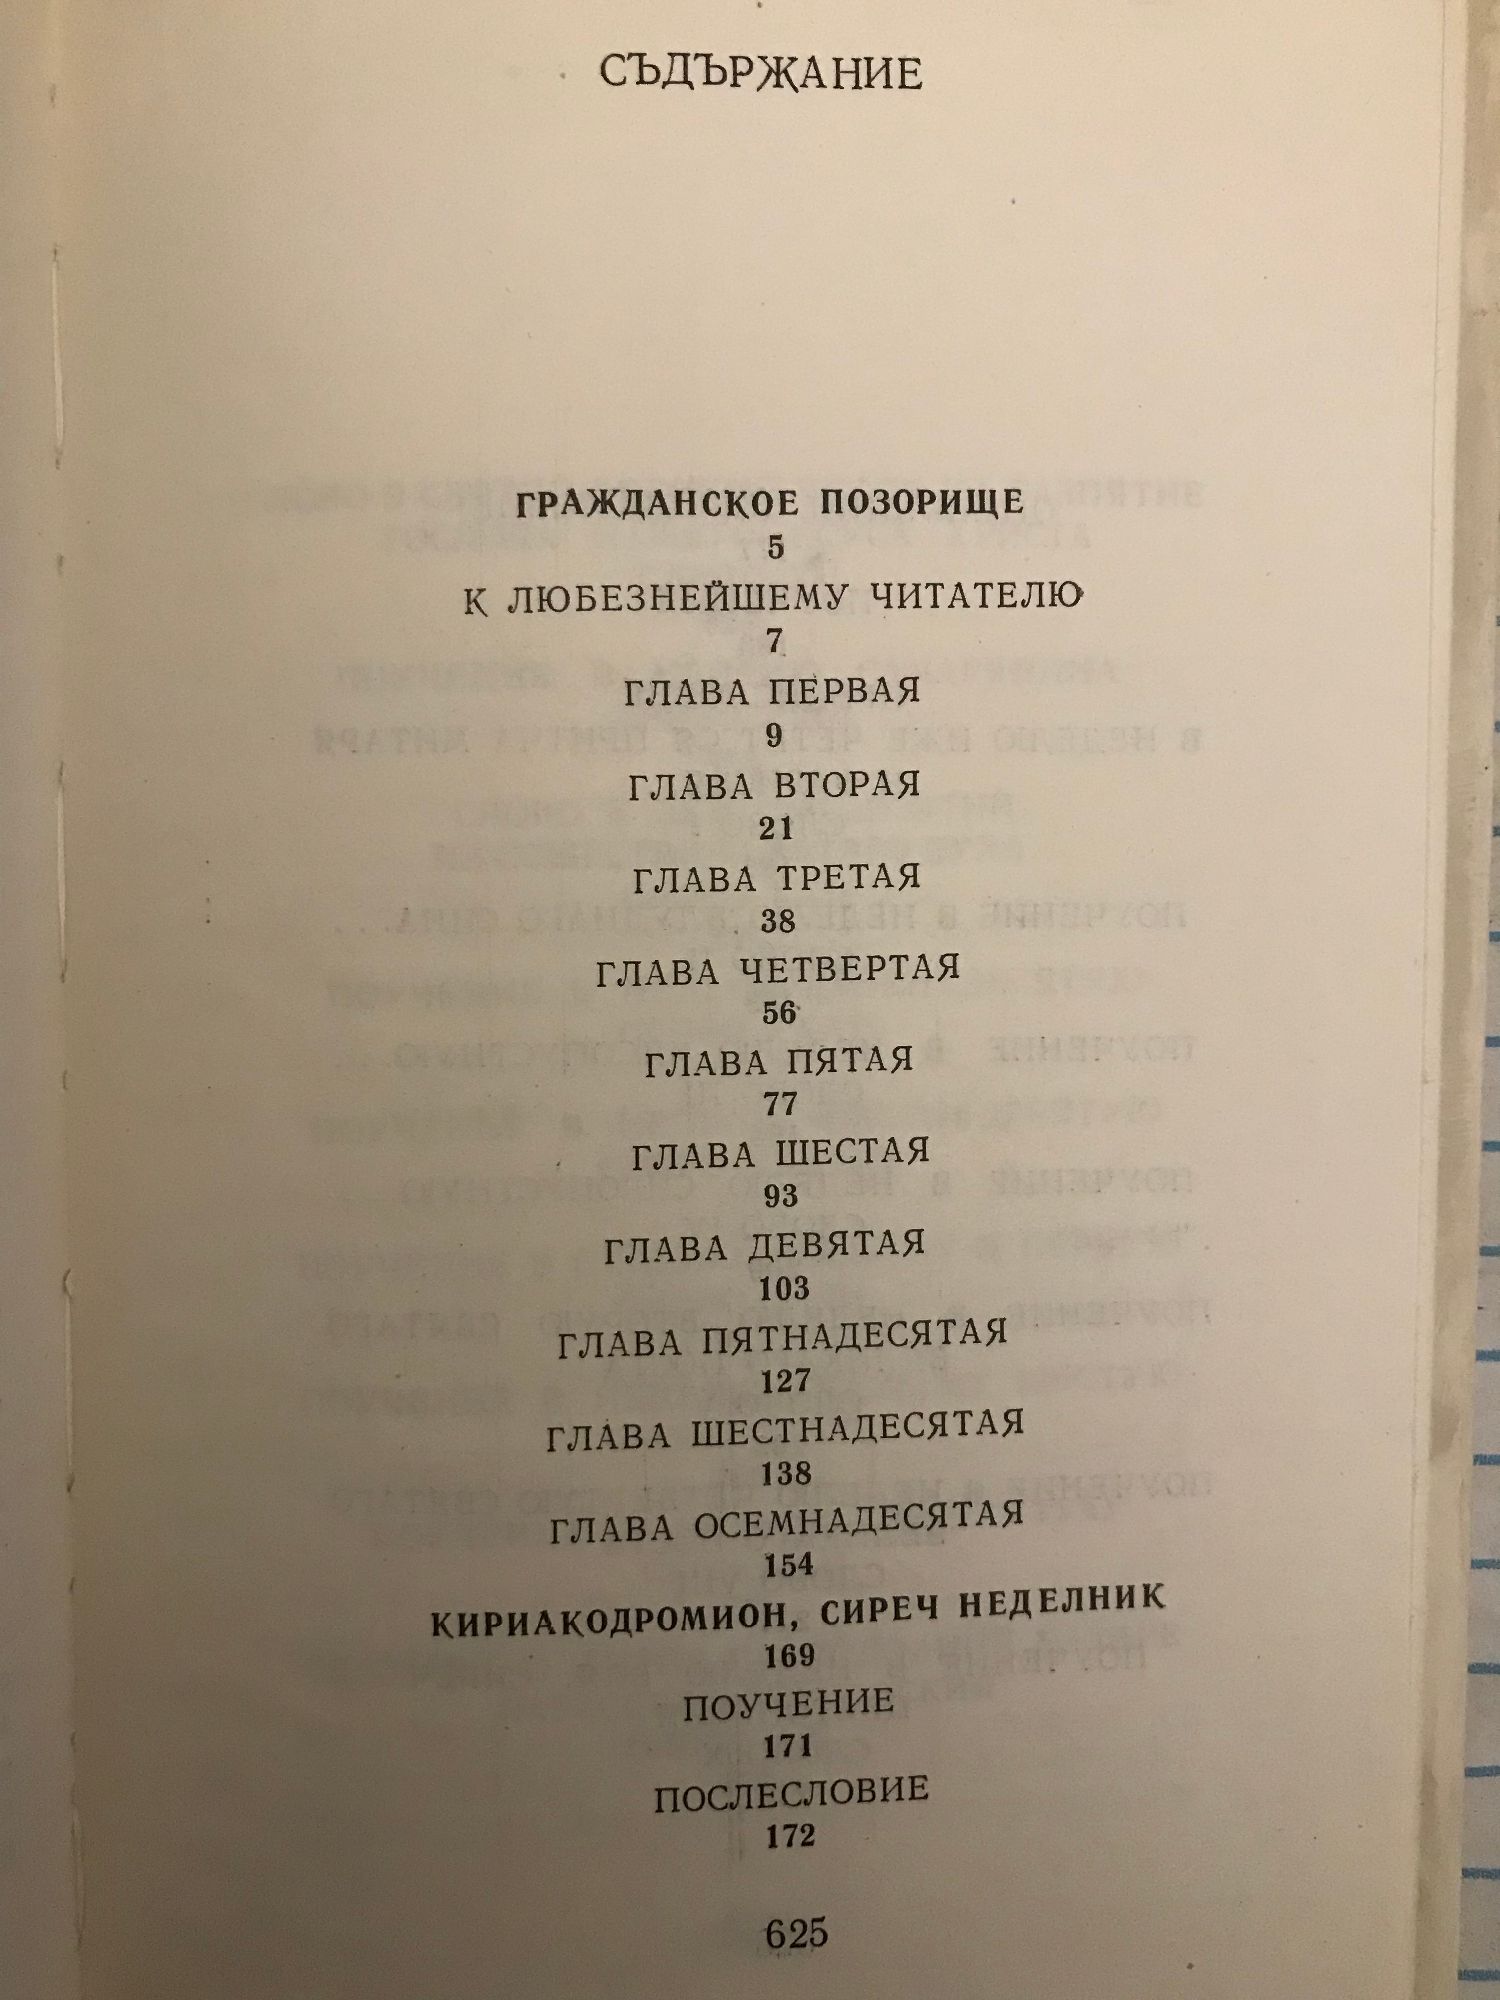 СЪДЪРЖАНИЕ
ГРАЖДАНСКОЕ ПОЗОРИЩЕ
5
К ЛЮБЕЗНЕЙШЕМУ ЧИТАТЕЛЮ
7
ГЛАВА ПЕРВАЯ
9
ГЛАВА ВТОРАЯ
21
ГЛАВА ТРЕТАЯ
38
ГЛАВА ЧЕТВЕРТАЯ
56
ГЛАВА ПЯТАЯ
77
ГЛАВА ШЕСТАЯ
93
ГЛАВА ДЕВЯТАЯ
103
ГЛАВА ПЯТНАДЕСЯТАЯ
127
ГЛАВА ШЕСТНАДЕСЯТАЯ
138
ГЛАВА ОСЕМНАДЕСЯТАЯ
154
КИРИАКОДРОМИОН, СИРЕЧ НЕДЕЛНИК
169
ПОУЧЕНИЕ
171
ПОСЛЕСЛОВИЕ
172
625